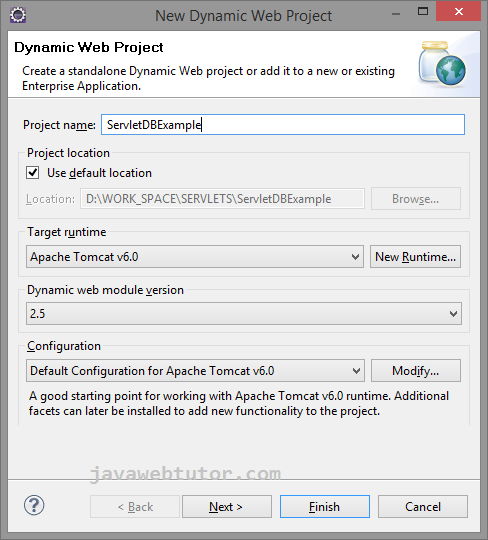 New Dynamic Web Project
Dynamic Web Project
Create a standalone Dynamic Web project or add it to a new or existing
Enterprise Application.
Project name: ServletDBExample
Project location
Use default location
Location: D:\WORK_SPACE\SERVLETS\ServletDBExample Browse...
Target runtime
Apache Tomcat v6.0 New Runtime...
Dynamic web module version
2.5
Configuration
Default Configuration for Apache Tomcat v6.0 Modify...
A good starting point for working with Apache Tomcat v6.0 runtime. Additional
facets can later be installed to add new functionality to the project.
javawebtutor.com
? < Back Next > Finish Cancel